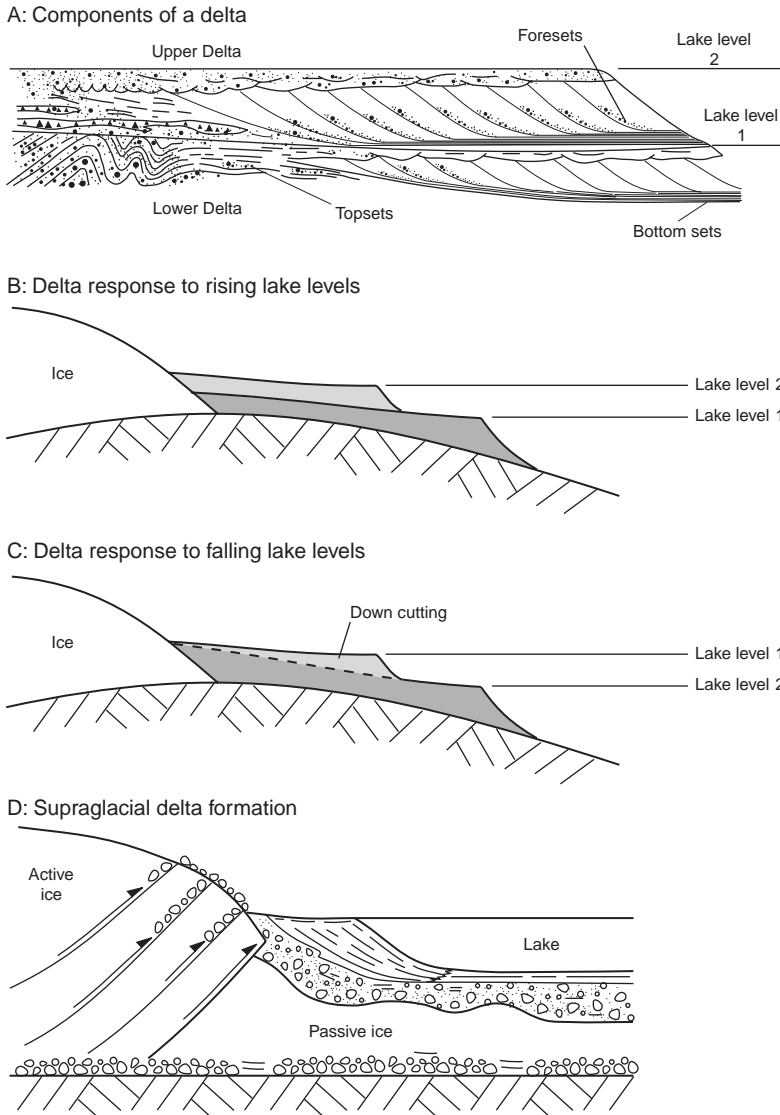 A: Components of a delta
Upper Delta
Foresets
Lake level
2
Lake level
1
Lower Delta
Topsets
Bottom sets
B: Delta response to rising lake levels
Ice
Lake level 2
Lake level 1
C: Delta response to falling lake levels
Down cutting
Ice
Lake level 1
Lake level 2
D: Supraglacial delta formation
Active
ice
Lake
Passive ice